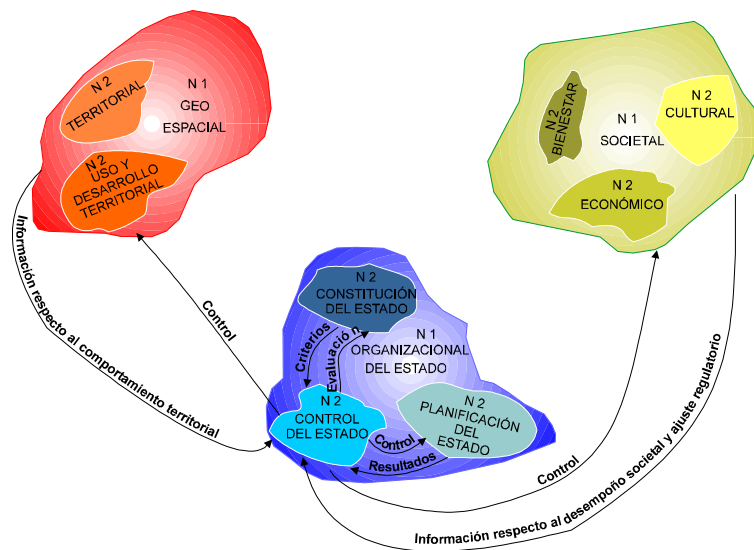 N 2
TERRITORIAL
N 1
GEO
ESPACIAL
N 2
USO Y
DESARROLLO
TERRITORIAL
N 2
BIENESTAR
N 1
SOCIETAL
N 2
CULTURAL
N 2
ECONÓMICO
N 2
CONSTITUCIÓN
DEL ESTADO
N 1
ORGANIZACIONAL
DEL ESTADO
N 2
CONTROL
DEL ESTADO
N 2
PLANIFICACIÓN
DEL
ESTADO
Criterios
Evaluació n
Control
Resultados
Control
Información respecto al comportamiento territorial
Control
Información respecto al desempoño societal y ajuste regulatorio